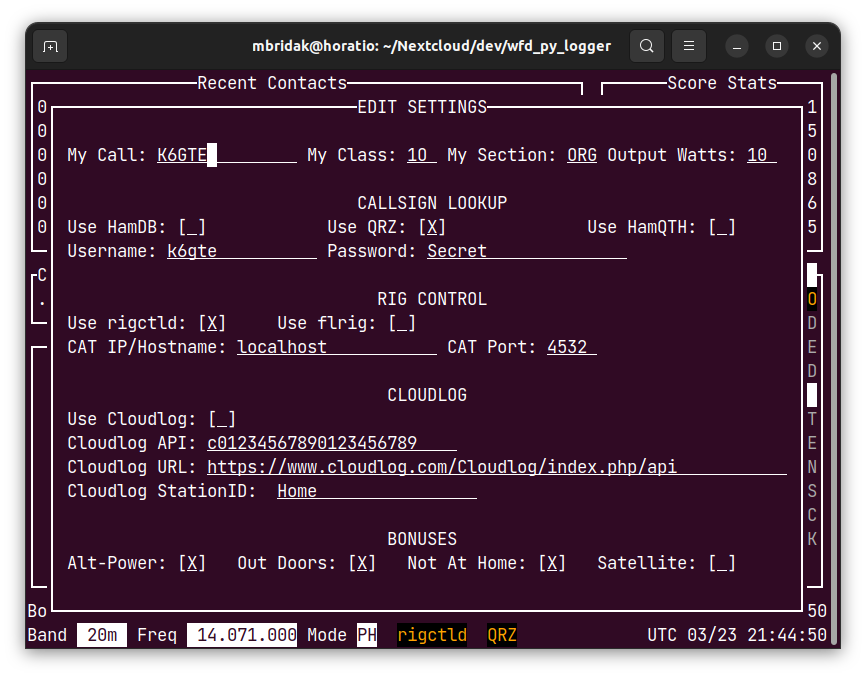 mbridak@horatio: ~/Nextcloud/dev/wfd_py_logger
Recent Contacts Score Stats
0 EDIT SETTINGS 1
0 5
0 My Call: K6GTE My Class: 1O My Section: ORG Output Watts: 10 0
0 CALLSIGN LOOKUP 8
0 Use HamDB: [_] Use QRZ: [X] Use HamQTH: [_] 6
0 Username: k6gte Password: Secret 5
C
. RIG CONTROL O
Use rigctld: [X] Use flrig: [_] D
CAT IP/Hostname: localhost CAT Port: 4532 E
D
CLOUDLOG
Use Cloudlog: [_] T
Cloudlog API: c01234567890123456789 E
Cloudlog URL: https://www.cloudlog.com/Cloudlog/index.php/api N
Cloudlog StationID: Home S
C
BONUSES K
Alt-Power: [X] Out Doors: [X] Not At Home: [X] Satellite: [_]
Bo 50
Band 20m Freq 14.071.000 Mode PH rigctld QRZ UTC 03/23 21:44:50